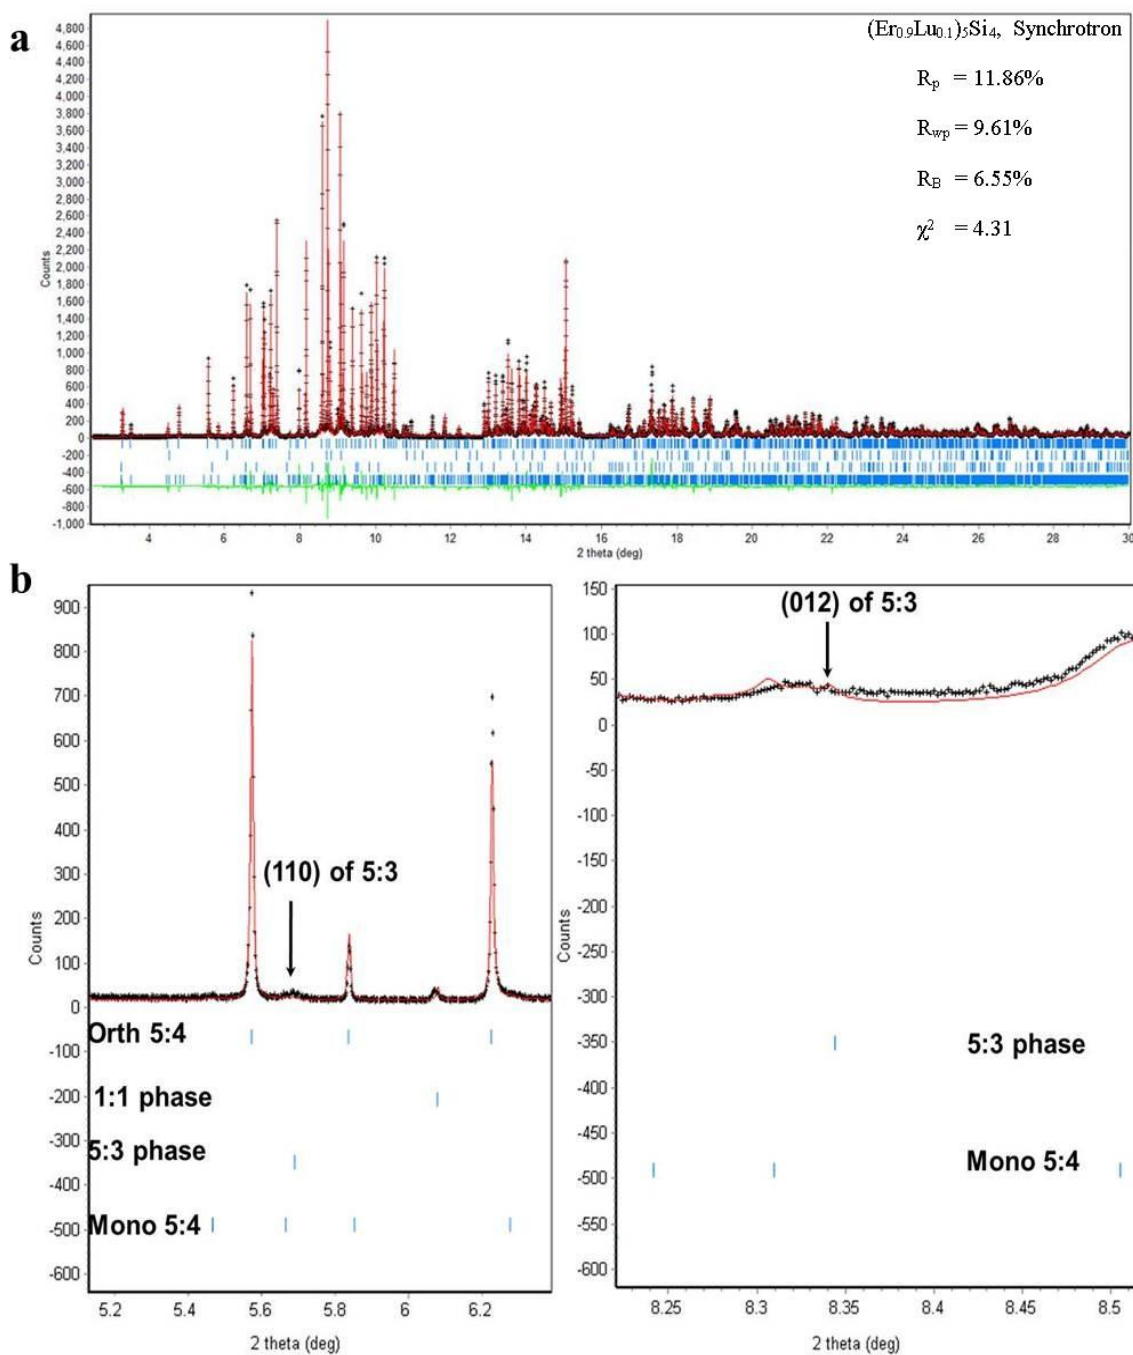 a
(Er0.9Lu0.1)5Si4, Synchrotron
Rp = 11.86%
Rwp = 9.61%
RB = 6.55%
χ2 = 4.31
Counts
4,800
4,600
4,400
4,200
4,000
3,800
3,600
3,400
3,200
3,000
2,800
2,600
2,400
2,200
2,000
1,800
1,600
1,400
1,200
1,000
800
600
400
200
0
-200
-400
-600
-800
-1,000
4 6 8 10 12 14 16 18 20 22 24 26 28 30
2 theta (deg)
b
Counts
900
800
700
600
500
400
300
200
100
0
-100
-200
-300
-400
-500
-600
(110) of 5:3
Orth 5:4
1:1 phase
5:3 phase
Mono 5:4
5.2 5.4 5.6 5.8 6 6.2
2 theta (deg)
Counts
150
100
50
0
-50
-100
-150
-200
-250
-300
-350
-400
-450
-500
-550
-600
(012) of 5:3
5:3 phase
Mono 5:4
8.25 8.3 8.35 8.4 8.45 8.5
2 theta (deg)